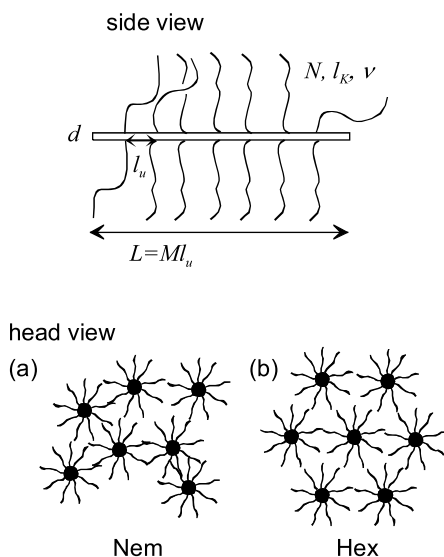 side view
N, l_K, ν
d
l_u
L=Ml_u
head view
(a) (b)
Nem Hex